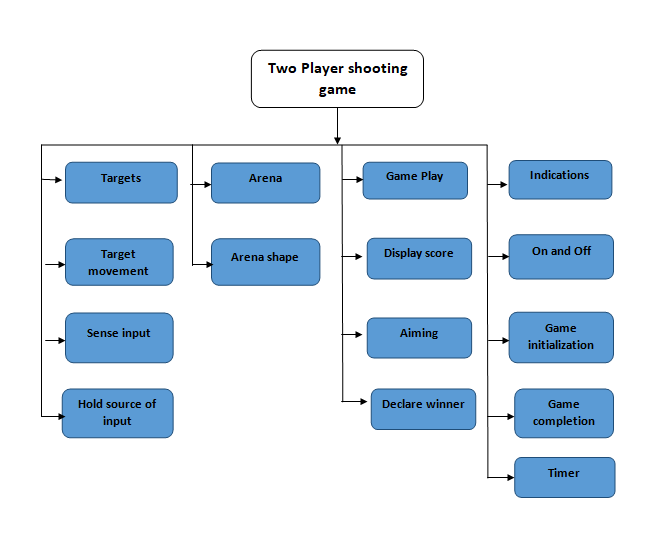 Two Player shooting
game
Targets
Target
movement
Sense input
Hold source of
input
Arena
Arena shape
Game Play
Display score
Aiming
Declare winner
Indications
On and Off
Game
initialization
Game
completion
Timer